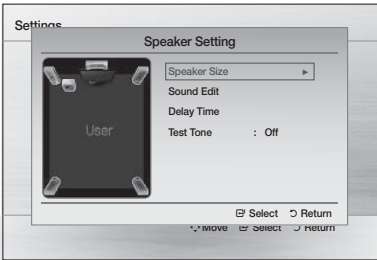 Settings
Speaker Setting
Speaker Size ►
Sound Edit
Delay Time
Test Tone : Off
User
Select Return
Move Select Return